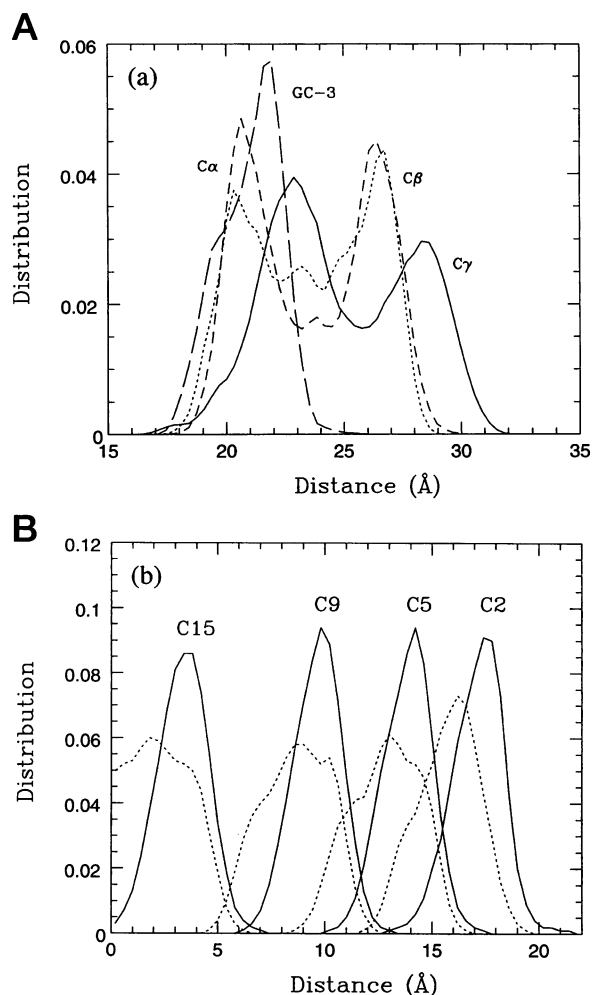 A
(a)
0.06
0.04
0.02
0
GC-3
Cα
Cβ
Cγ
Distribution
15 20 25 30 35
Distance (Å)
B
(b)
0.12
0.1
0.08
0.06
0.04
0.02
0
C15 C9 C5 C2
Distribution
0 5 10 15 20
Distance (Å)